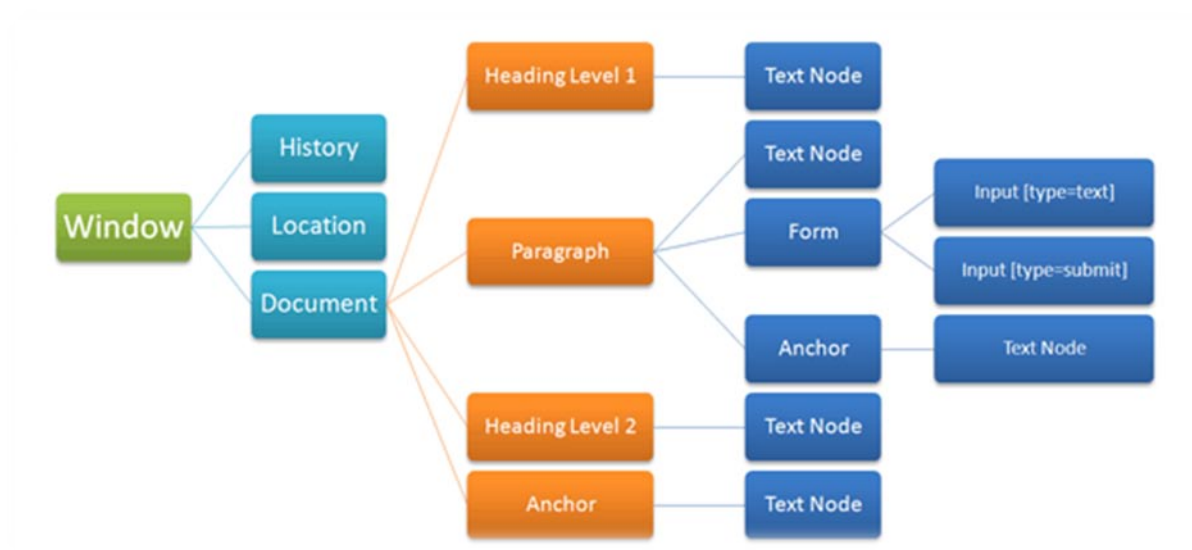 Window
History
Location
Document
Heading Level 1
Text Node
Paragraph
Text Node
Form
Input [type=text]
Input [type=submit]
Anchor
Text Node
Heading Level 2
Text Node
Anchor
Text Node